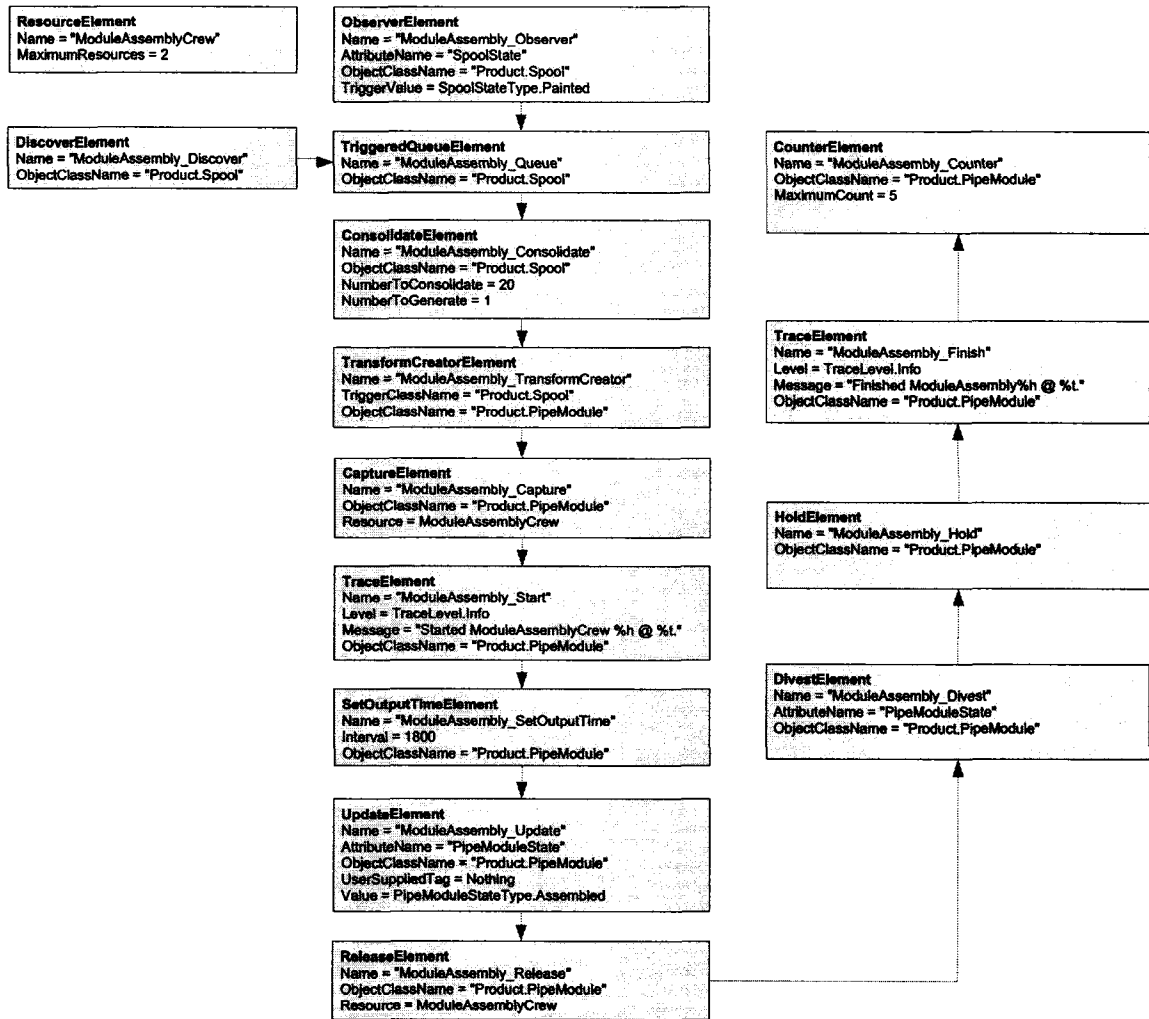 ResourceElement
Name = "ModuleAssemblyCrew"
MaximumResources = 2
ObserverElement
Name = "ModuleAssembly_Observer"
AttributeName = "SpoolState"
ObjectClassName = "Product.Spool"
TriggerValue = SpoolStateType.Painted
DiscoverElement
Name = "ModuleAssembly_Discover"
ObjectClassName = "Product.Spool"
TriggeredQueueElement
Name = "ModuleAssembly_Queue"
ObjectClassName = "Product.Spool"
ConsolidateElement
Name = "ModuleAssembly_Consolidate"
ObjectClassName = "Product.Spool"
NumberToConsolidate = 20
NumberToGenerate = 1
TransformCreatorElement
Name = "ModuleAssembly_TransformCreator"
TriggerClassName = "Product.Spool"
ObjectClassName = "Product.PipeModule"
CaptureElement
Name = "ModuleAssembly_Capture"
ObjectClassName = "Product.PipeModule"
Resource = ModuleAssemblyCrew
TraceElement
Name = "ModuleAssembly_Start"
Level = TraceLevel.Info
Message = "Started ModuleAssemblyCrew %h @ %t."
ObjectClassName = "Product.PipeModule"
SetOutputTimeElement
Name = "ModuleAssembly_SetOutputTime"
Interval = 1800
ObjectClassName = "Product.PipeModule"
UpdateElement
Name = "ModuleAssembly_Update"
AttributeName = "PipeModuleState"
ObjectClassName = "Product.PipeModule"
UserSuppliedTag = Nothing
Value = PipeModuleStateType.Assembled
ReleaseElement
Name = "ModuleAssembly_Release"
ObjectClassName = "Product.PipeModule"
Resource = ModuleAssemblyCrew
CounterElement
Name = "ModuleAssembly_Counter"
ObjectClassName = "Product.PipeModule"
MaximumCount = 5
TraceElement
Name = "ModuleAssembly_Finish"
Level = TraceLevel.Info
Message = "Finished ModuleAssembly%h @ %t."
ObjectClassName = "Product.PipeModule"
HoldElement
Name = "ModuleAssembly_Hold"
ObjectClassName = "Product.PipeModule"
DivestElement
Name = "ModuleAssembly_Divest"
AttributeName = "PipeModuleState"
ObjectClassName = "Product.PipeModule"